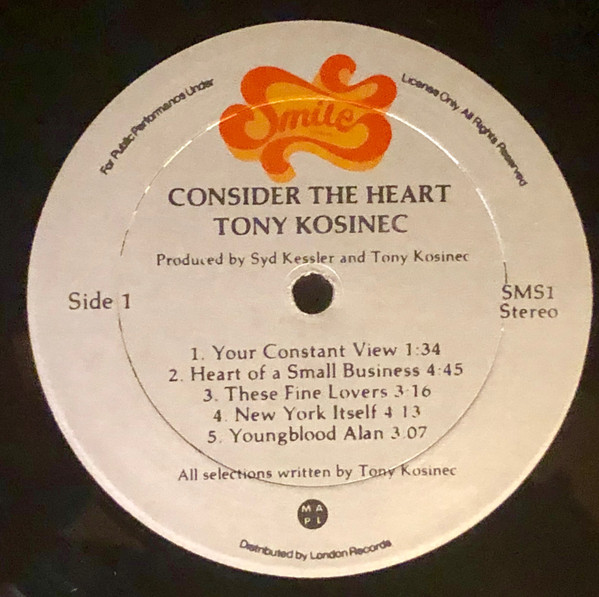 For Public Performance Under
License Only All Rights Reserved
Smile
CONSIDER THE HEART
TONY KOSINEC
Produced by Syd Kessler and Tony Kosinec
Side 1
SMS1
Stereo
1. Your Constant View 1:34
2. Heart of a Small Business 4:45
3. These Fine Lovers 3:16
4. New York Itself 4 13
5. Youngblood Alan 3.07
All selections written by Tony Kosinec
MA
PL
Distributed by London Records